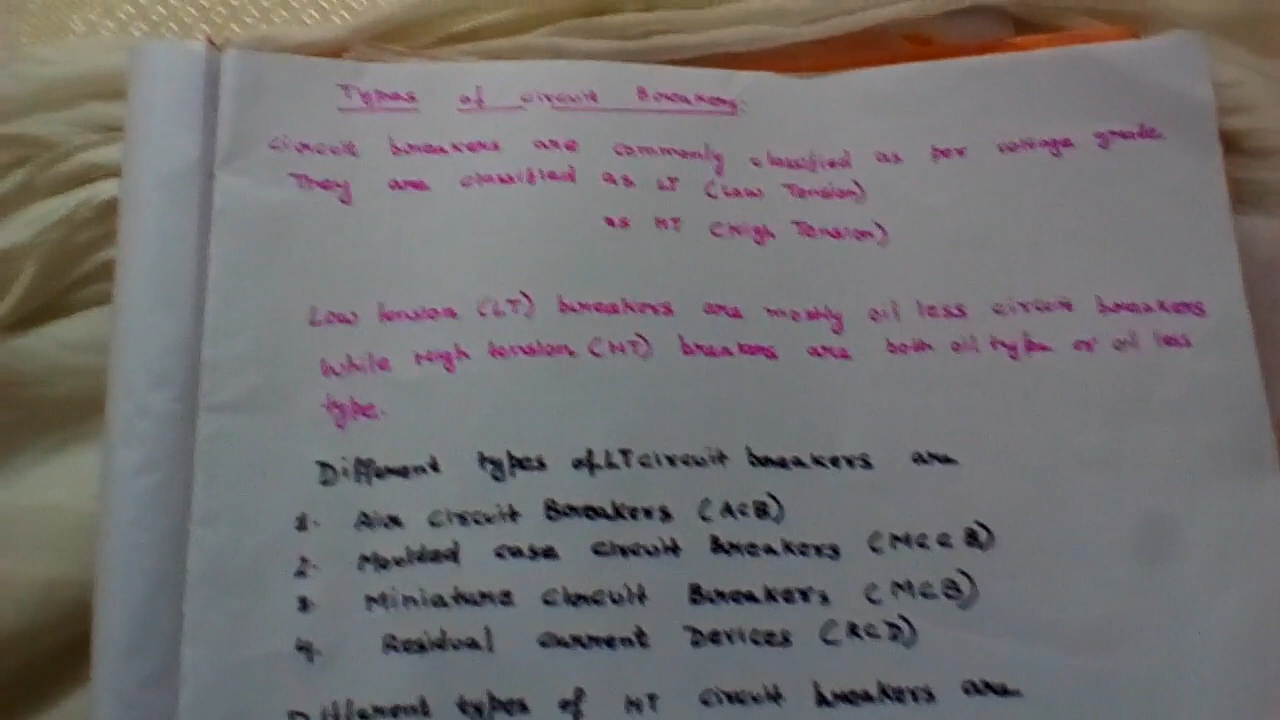 Types of circuit Breakers:
circuit breakers are commonly classified as per voltage grade.
They are classified as LT (Low Tension)
as HT (High Tension)
Low tension (LT) breakers are mostly oil less circuit breakers
while High tension (HT) breakers are both oil type or oil less
type.
Different types of LT circuit breakers are
1. Air circuit Breakers (ACB)
2. Moulded case circuit Breakers (MCCB)
3 Miniature circuit Breakers (MCB)
4. Residual current Devices (RCD)
Different types of HT circuit breakers are